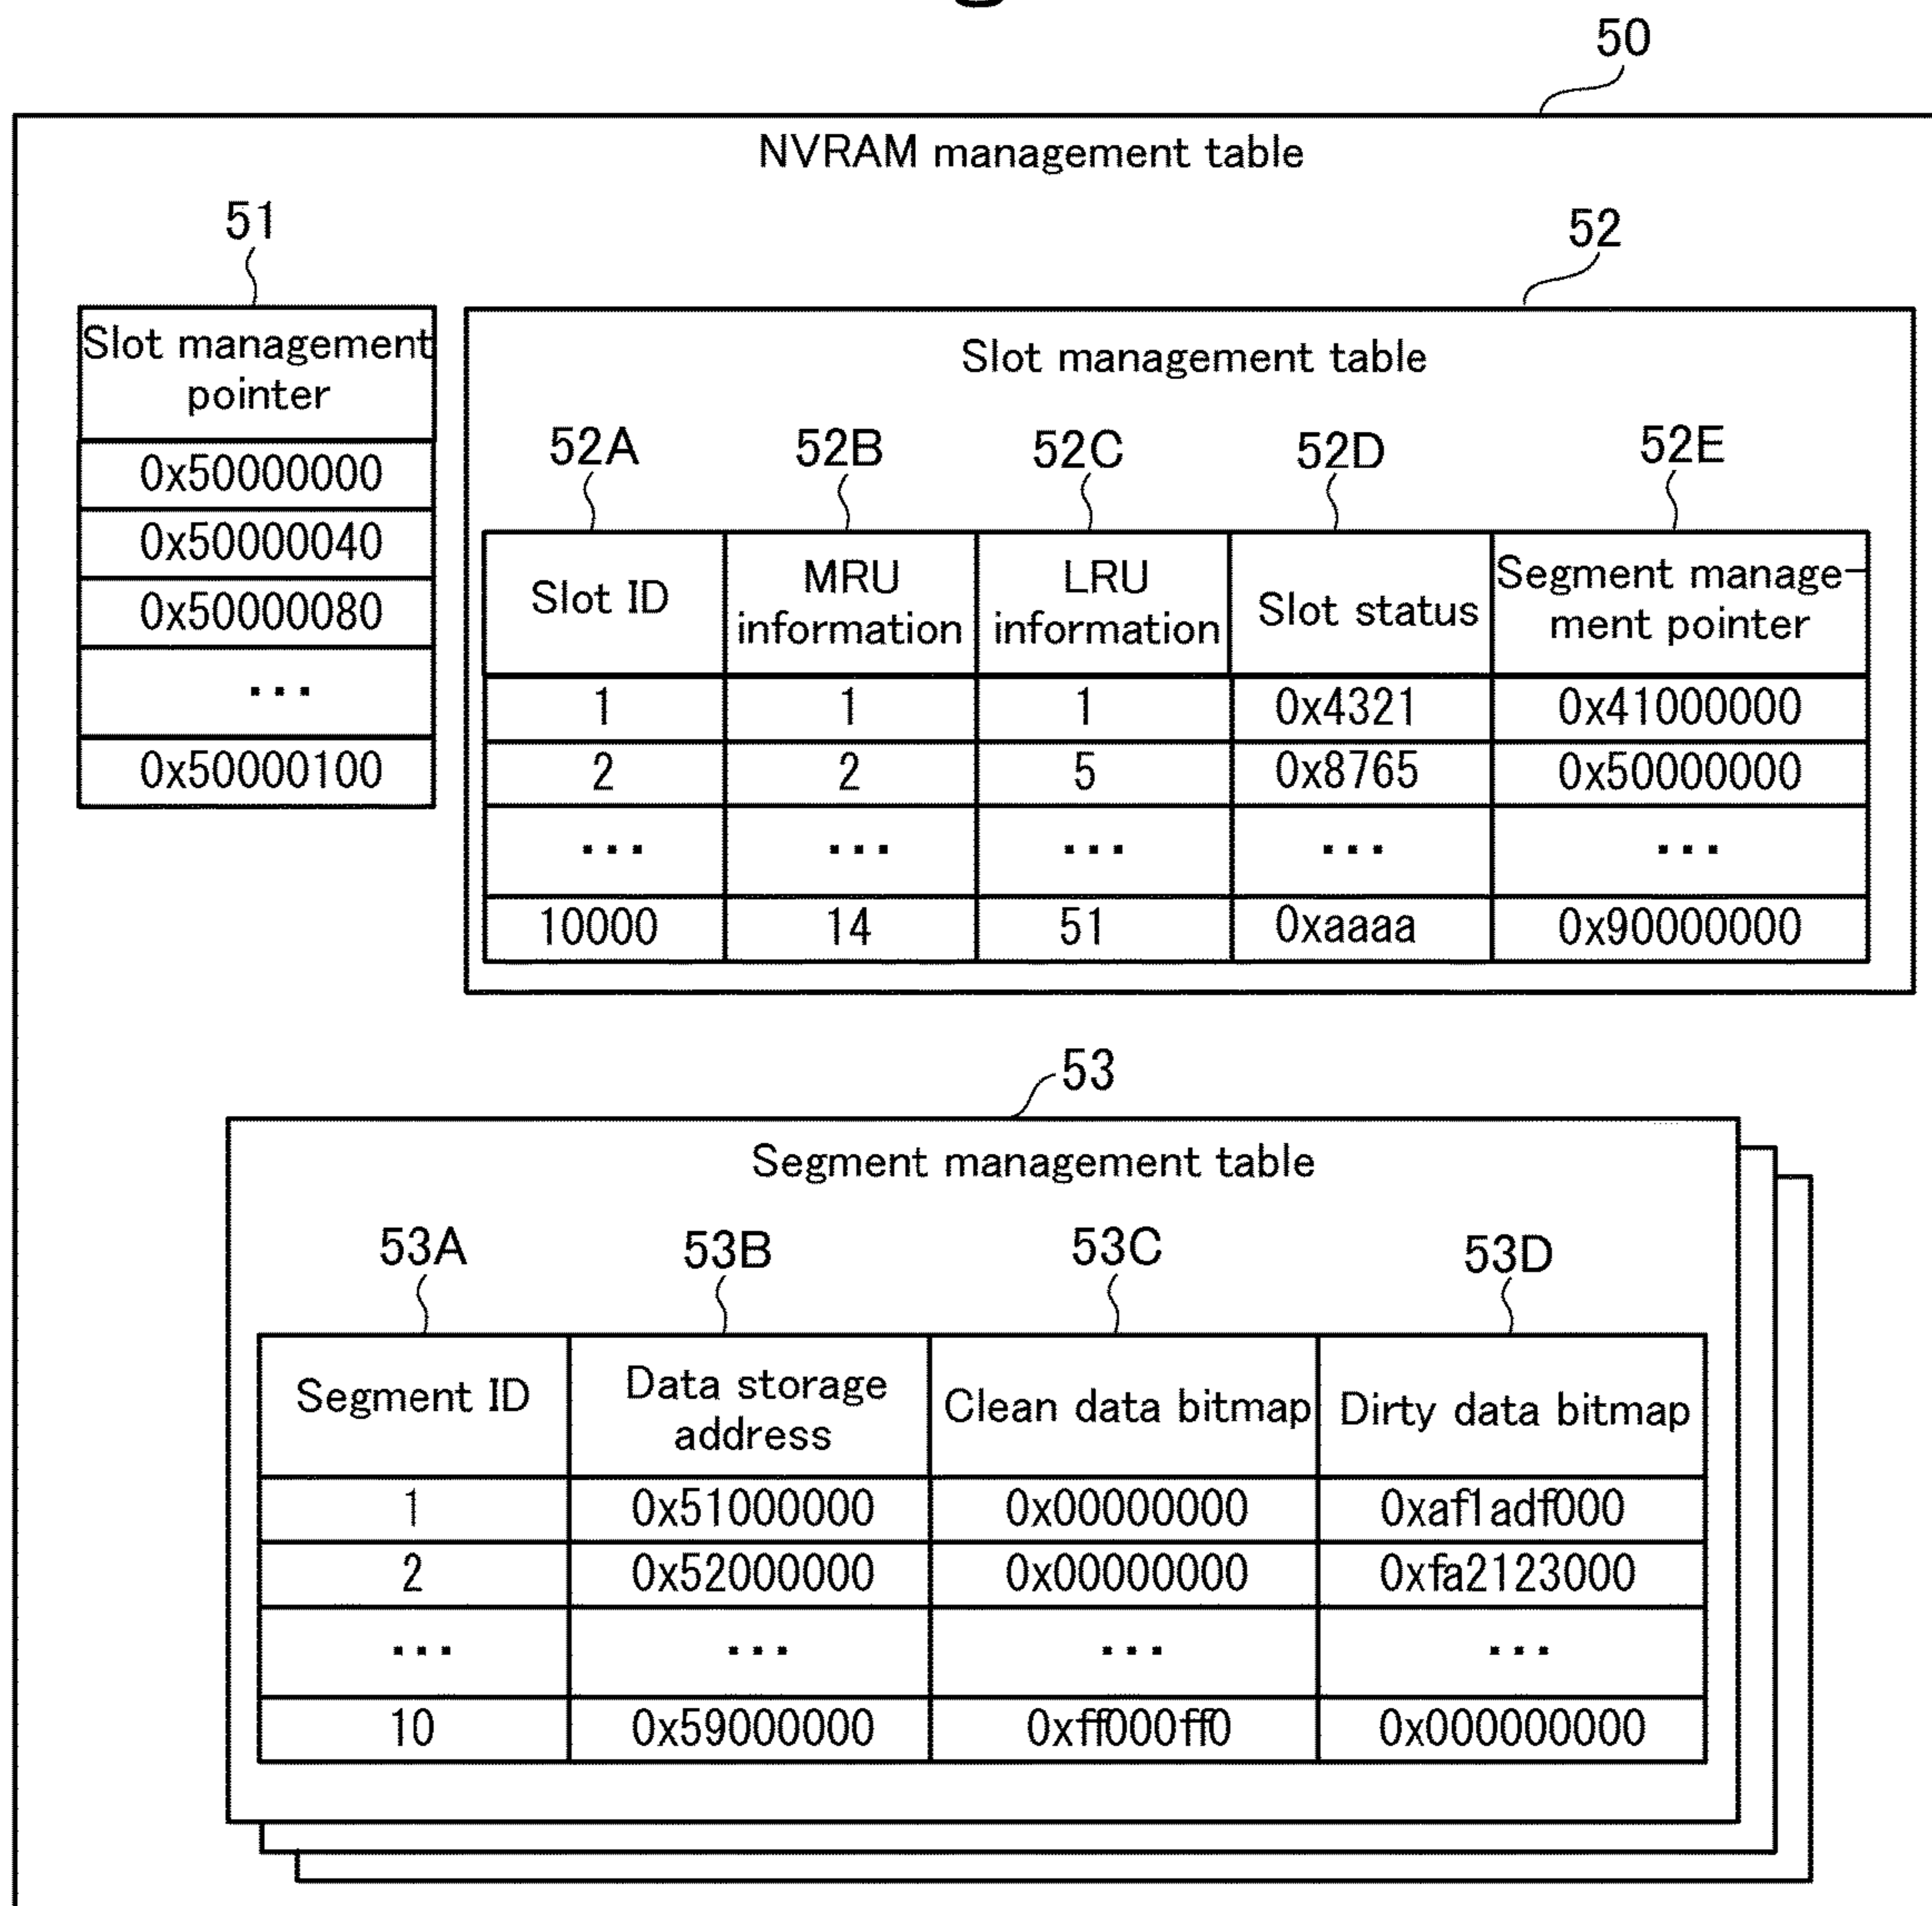 50
NVRAM management table
51
52
Slot management
pointer
0x50000000
0x50000040
0x50000080
...
0x50000100
Slot management table
52A 52B 52C 52D 52E
Slot ID MRU information LRU information Slot status Segment manage-ment pointer
1 1 1 0x4321 0x41000000
2 2 5 0x8765 0x50000000
... ... ... ... ...
10000 14 51 0xaaaa 0x90000000
53
Segment management table
53A 53B 53C 53D
Segment ID Data storage address Clean data bitmap Dirty data bitmap
1 0x51000000 0x00000000 0xaf1adf000
2 0x52000000 0x00000000 0xfa2123000
... ... ... ...
10 0x59000000 0xff000ff0 0x000000000